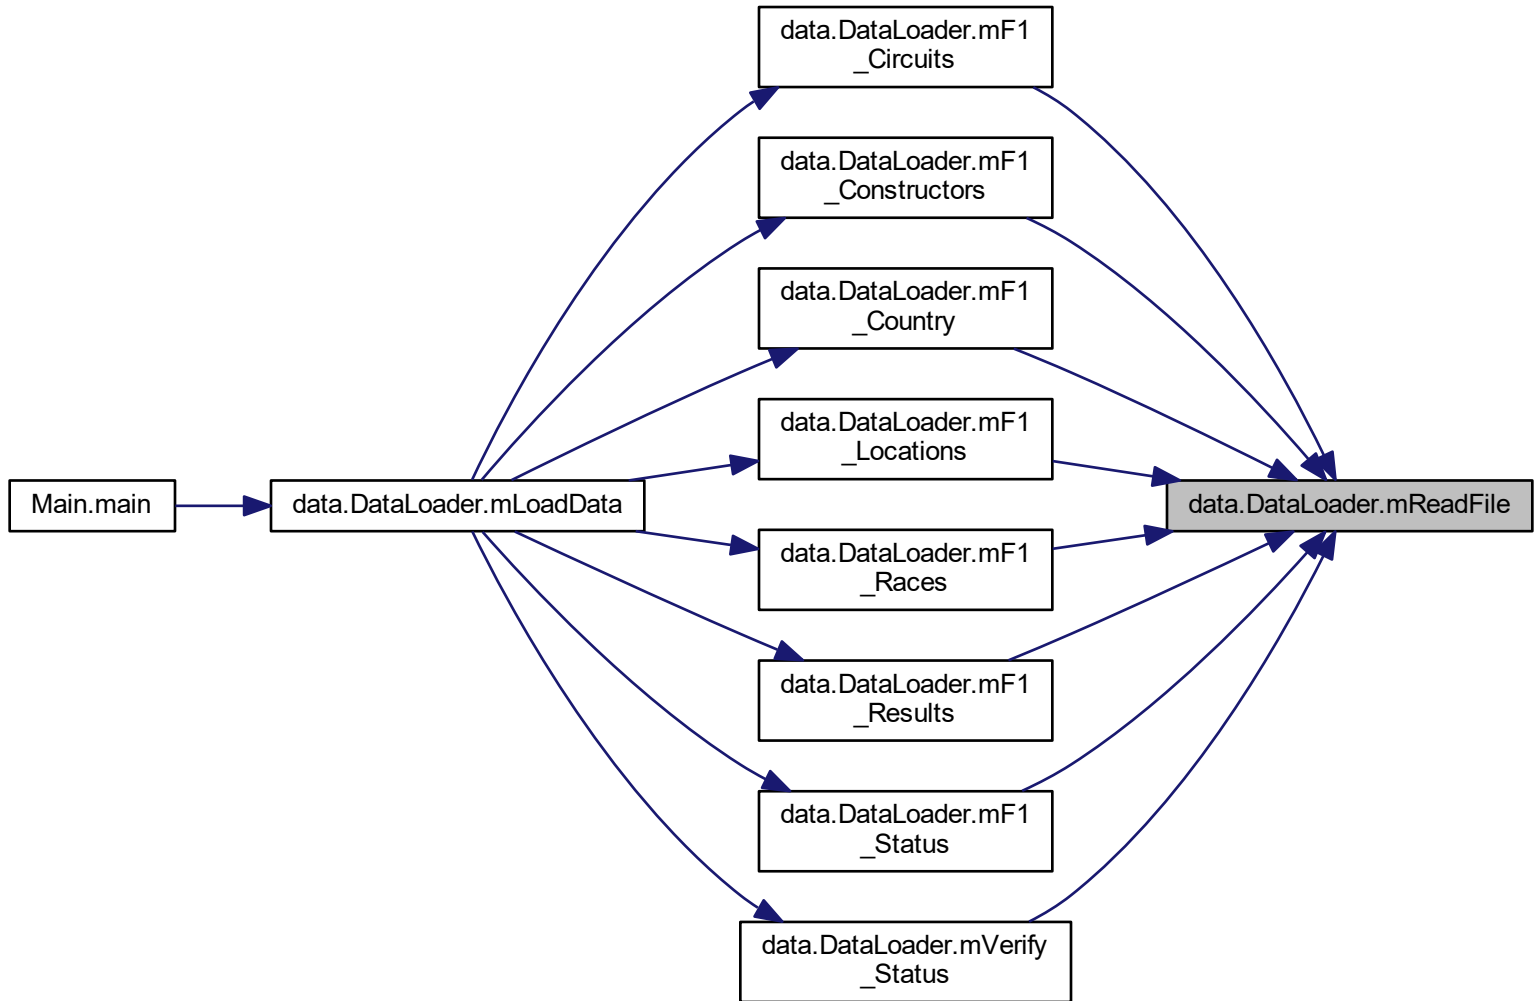 data.DataLoader.mF1
_Circuits
data.DataLoader.mF1
_Constructors
data.DataLoader.mF1
_Country
data.DataLoader.mF1
_Locations
Main.main
data.DataLoader.mLoadData
data.DataLoader.mReadFile
data.DataLoader.mF1
_Races
data.DataLoader.mF1
_Results
data.DataLoader.mF1
_Status
data.DataLoader.mVerify
_Status